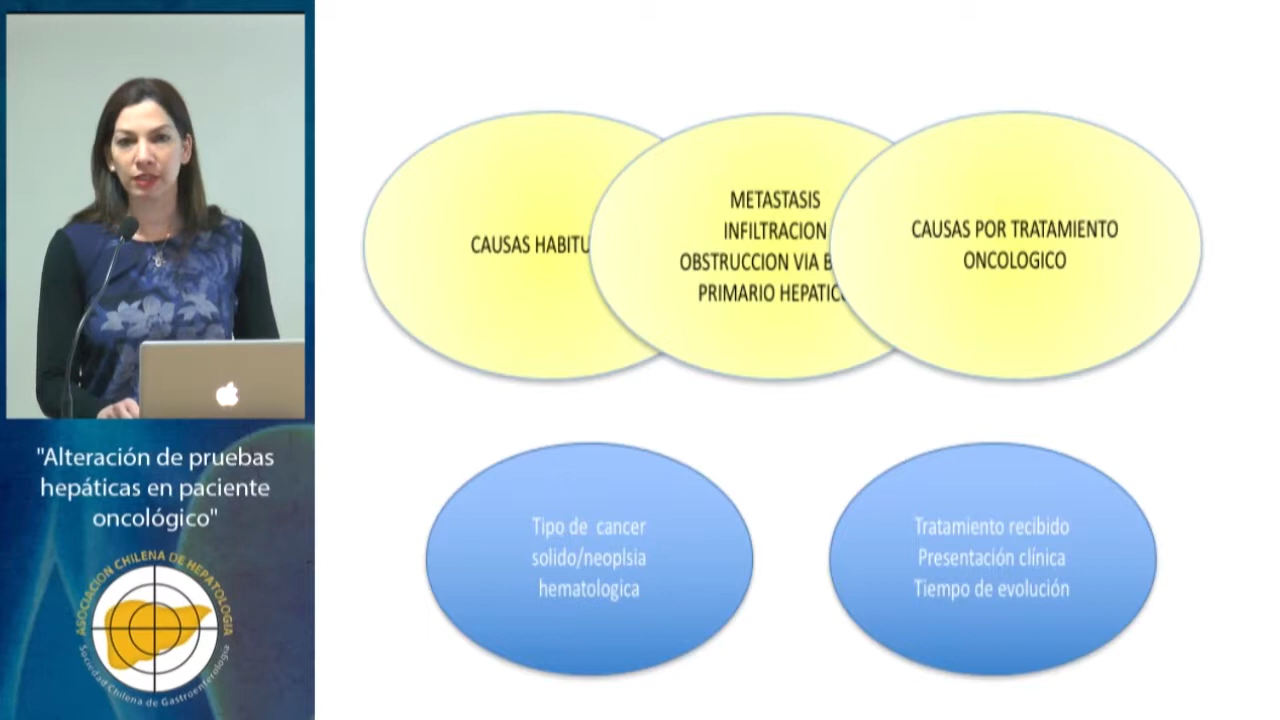 "Alteración de pruebas
hepáticas en paciente
oncológico"
ASOCIACION CHILENA DE HEPATOLOGIA
Sociedad Chilena de Gastroenterología
CAUSAS HABITU
METASTASIS
INFILTRACION
OBSTRUCCION VIA B
PRIMARIO HEPATIC
CAUSAS POR TRATAMIENTO
ONCOLOGICO
Tipo de cancer
solido/neoplsia
hematologica
Tratamiento recibido
Presentación clínica
Tiempo de evolución